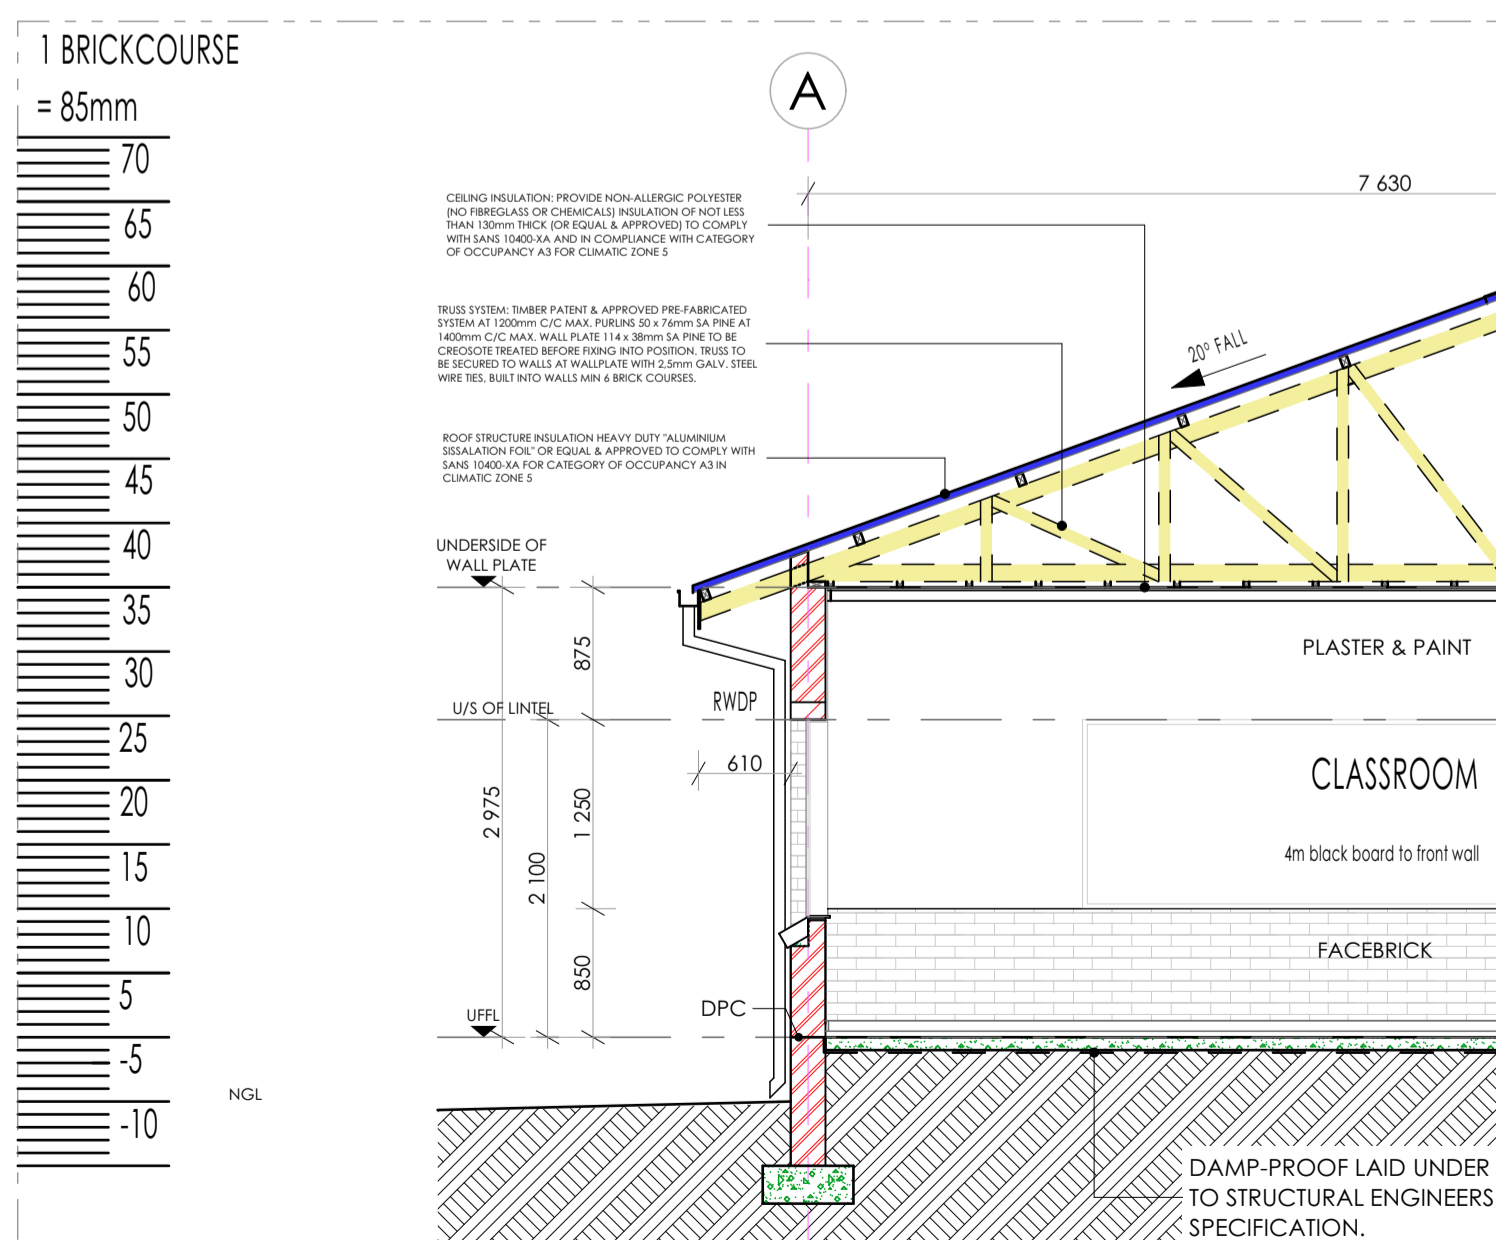 1 BRICKCOURSE
= 85mm
70
65
60
55
50
45
40
35
30
25
20
15
10
5
-5
-10
A
7 630
CEILING INSULATION: PROVIDE NON-ALLERGIC POLYESTER
(NO FIBREGLASS OR CHEMICALS) INSULATION OF NOT LESS
THAN 130mm THICK (OR EQUAL & APPROVED) TO COMPLY
WITH SANS 10400-XA AND IN COMPLIANCE WITH CATEGORY
OF OCCUPANCY A3 FOR CLIMATIC ZONE 5
TRUSS SYSTEM: TIMBER PATENT & APPROVED PRE-FABRICATED
SYSTEM AT 1200mm C/C MAX. PURLINS 50 x 76mm SA PINE AT
1400mm C/C MAX. WALL PLATE 114 x 38mm SA PINE TO BE
CREOSOTE TREATED BEFORE FIXING INTO POSITION. TRUSS TO
BE SECURED TO WALLS AT WALLPLATE WITH 2,5mm GALV. STEEL
WIRE TIES, BUILT INTO WALLS MIN 6 BRICK COURSES.
20° FALL
ROOF STRUCTURE INSULATION HEAVY DUTY "ALUMINIUM
SISSALATION FOIL" OR EQUAL & APPROVED TO COMPLY WITH
SANS 10400-XA FOR CATEGORY OF OCCUPANCY A3 IN
CLIMATIC ZONE 5
UNDERSIDE OF
WALL PLATE
875
PLASTER & PAINT
U/S OF LINTEL
RWDP
610
CLASSROOM
2 975
1 250
2 100
4m black board to front wall
850
FACEBRICK
DPC
UFFL
NGL
DAMP-PROOF LAID UNDER
TO STRUCTURAL ENGINEERS
SPECIFICATION.